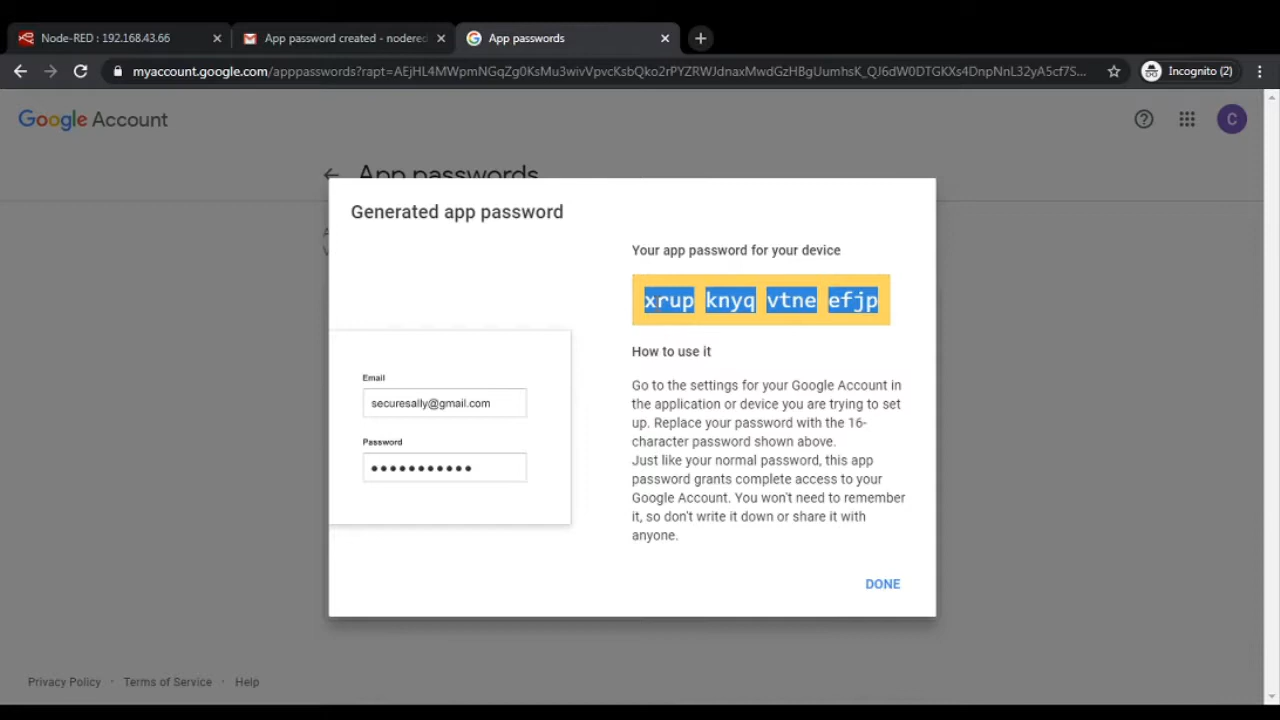 Node-RED : 192.168.43.66
App password created - nodered
App passwords
myaccount.google.com/apppasswords?rapt=AEjHL4MWpmNGqZg0KsMu3wivVpvcKsbQko2rPYZRWJdnaxMwdGzHBgUumhsK_QJ6dW0DTGKXs4DnpNnL32yA5cf7S...
Incognito (2)
Google Account
C
App passwords
Generated app password
Your app password for your device
xrup knyq vtne efjp
How to use it
Email
securesally@gmail.com
Password
Go to the settings for your Google Account in
the application or device you are trying to set
up. Replace your password with the 16-
character password shown above.
Just like your normal password, this app
password grants complete access to your
Google Account. You won't need to remember
it, so don't write it down or share it with
anyone.
DONE
Privacy Policy · Terms of Service · Help